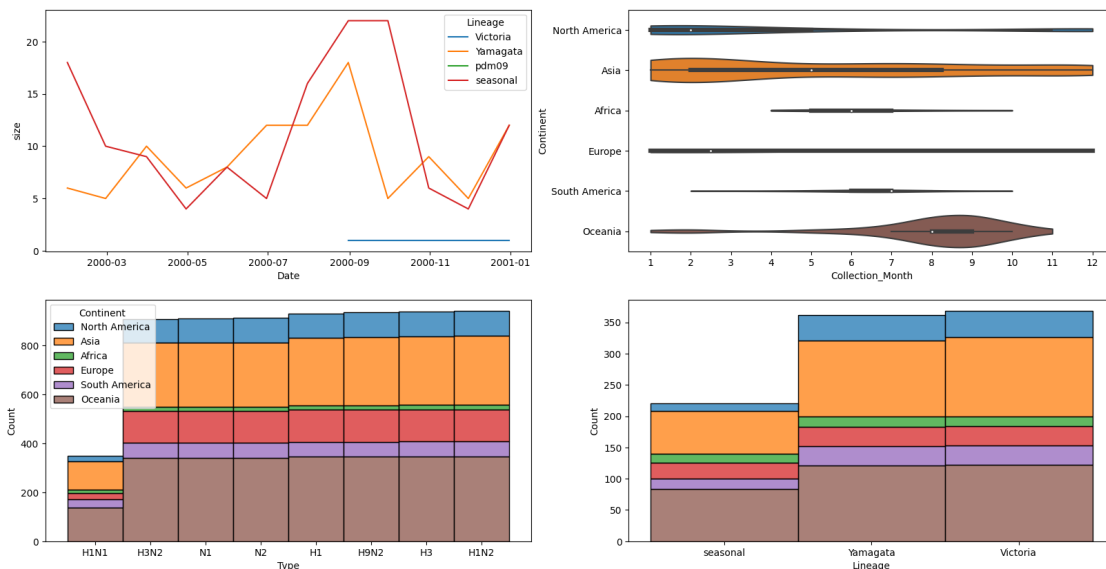 Lineage
Victoria
Yamagata
pdm09
seasonal
20
15
10
5
0
size
2000-03 2000-05 2000-07 2000-09 2000-11 2001-01
Date
North America
Asia
Africa
Europe
South America
Oceania
Continent
1 2 3 4 5 6 7 8 9 10 11 12
Collection_Month
Continent
North America
Asia
Africa
Europe
South America
Oceania
800
600
400
200
0
Count
H1N1 H3N2 N1 N2 H1 H9N2 H3 H1N2
Type
350
300
250
200
150
100
50
0
Count
seasonal Yamagata Victoria
Lineage